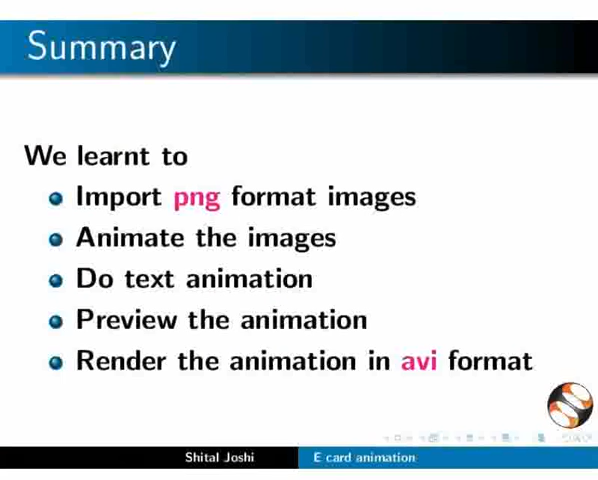 Summary
We learnt to
Import png format images
Animate the images
Do text animation
Preview the animation
Render the animation in avi format
Shital Joshi
E card animation